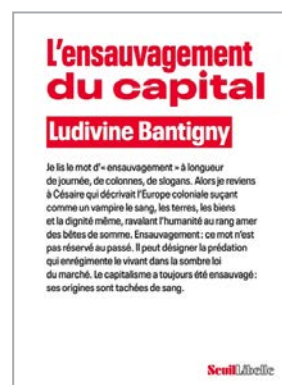 L'ensauvagement
du capital
Ludivine Bantigny
Je lis le mot d'« ensauvagement » à longueur
de journée, de colonnes, de slogans. Alors je reviens
à Césaire qui décrivait l'Europe coloniale suçant
comme un vampire le sang, les terres, les biens
et la dignité même, ravalant l'humanité au rang amer
des bêtes de somme. Ensauvagement : ce mot n'est
pas réservé au passé. Il peut désigner la prédation
qui enrégimente le vivant dans la sombre loi
du marché. Le capitalisme a toujours été ensauvagé :
ses origines sont tachées de sang.
Seuil Libelle